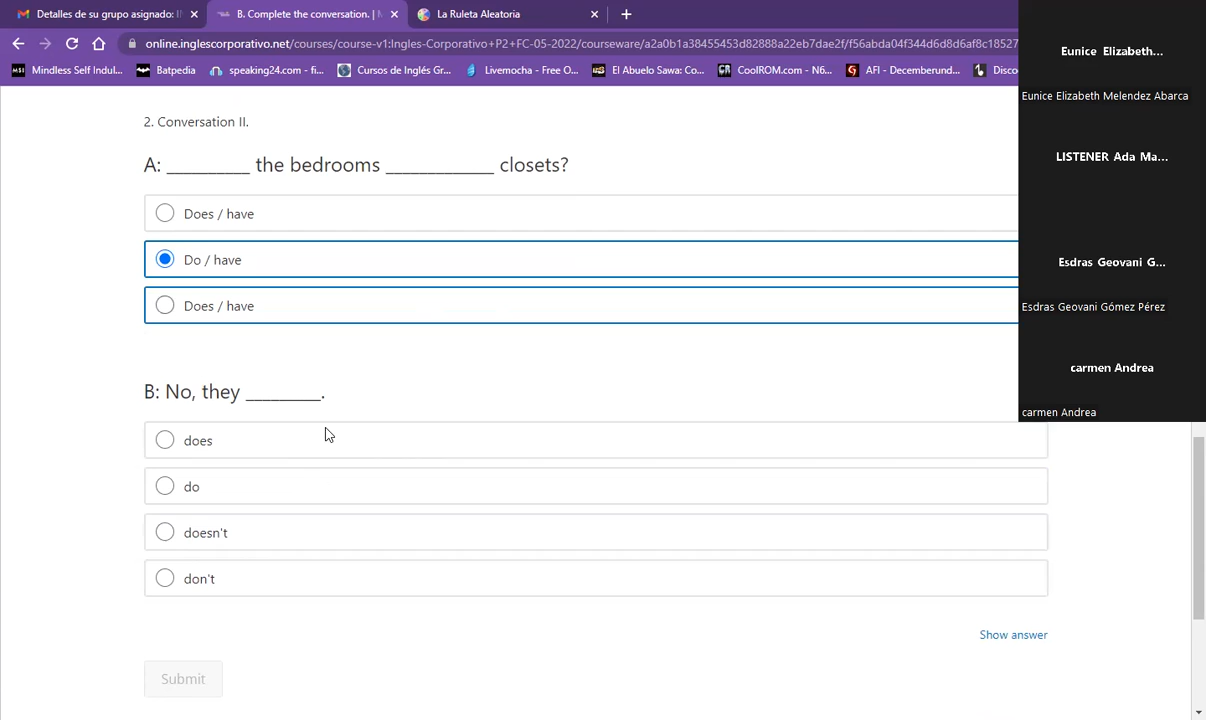 Detalles de su grupo asignado: I
B. Complete the conversation. |
La Ruleta Aleatoria
online.inglescorporativo.net/courses/course-v1:Ingles-Corporativo+P2+FC-05-2022/courseware/a2a0b1a38455453d82888a22eb7dae2f/f56abda04f344d6d8d6af8c18527
Mindless Self Indul...
Batpedia
speaking24.com - fi...
Cursos de Inglés Gr...
Livemocha - Free O...
El Abuelo Sawa: Co...
CoolROM.com - N6...
AFI - Decemberund...
Disco
Eunice Elizabeth...
Eunice Elizabeth Melendez Abarca
LISTENER Ada Ma...
Esdras Geovani G...
Esdras Geovani Gómez Pérez
carmen Andrea
carmen Andrea
2. Conversation II.
A: __________ the bedrooms _____________ closets?
Does / have
Do / have
Does / have
B: No, they _________.
does
do
doesn't
don't
Show answer
Submit